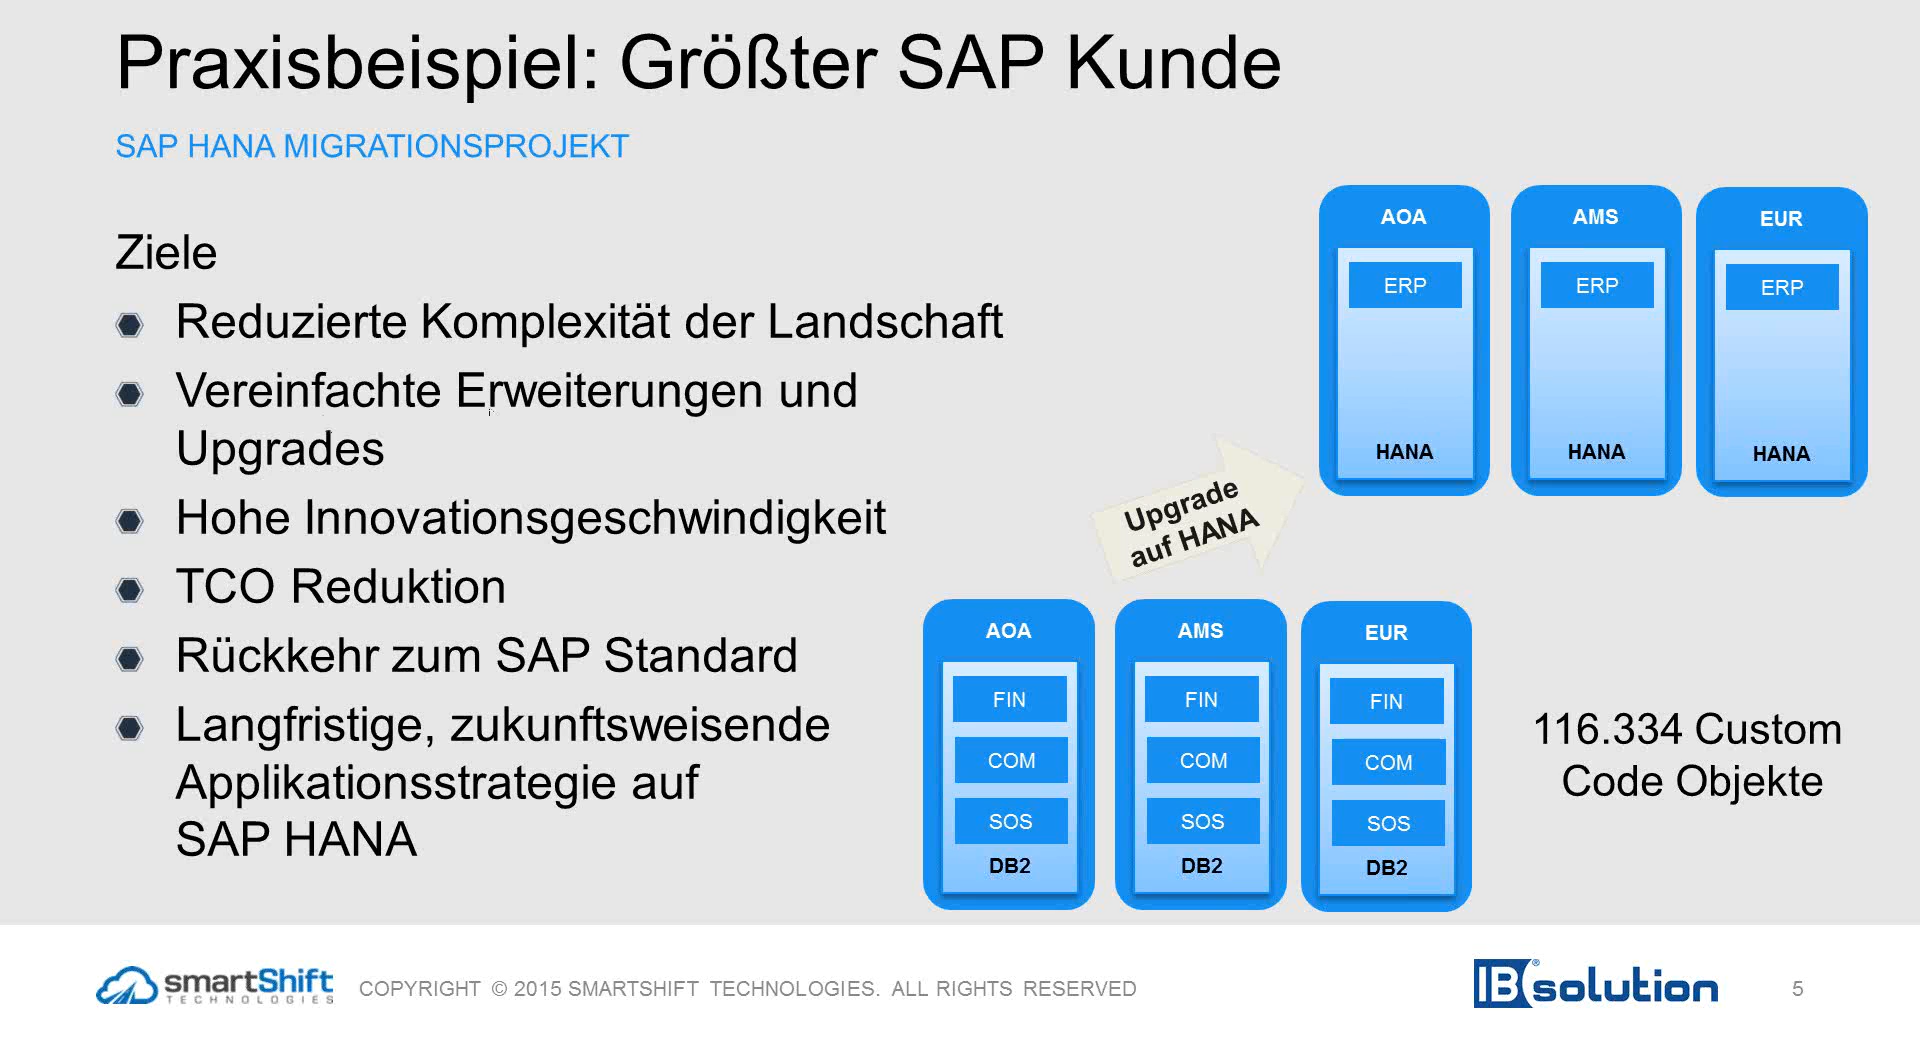 Praxisbeispiel: Größter SAP Kunde
SAP HANA MIGRATIONSPROJEKT
Ziele
Reduzierte Komplexität der Landschaft
Vereinfachte Erweiterungen und
Upgrades
Hohe Innovationsgeschwindigkeit
TCO Reduktion
Rückkehr zum SAP Standard
Langfristige, zukunftsweisende
Applikationsstrategie auf
SAP HANA
AOA
ERP
HANA
AMS
ERP
HANA
EUR
ERP
HANA
Upgrade
auf HANA
AOA
FIN
COM
SOS
DB2
AMS
FIN
COM
SOS
DB2
EUR
FIN
COM
SOS
DB2
116.334 Custom
Code Objekte
smartShift
TECHNOLOGIES
COPYRIGHT © 2015 SMARTSHIFT TECHNOLOGIES. ALL RIGHTS RESERVED
IBsolution®
5